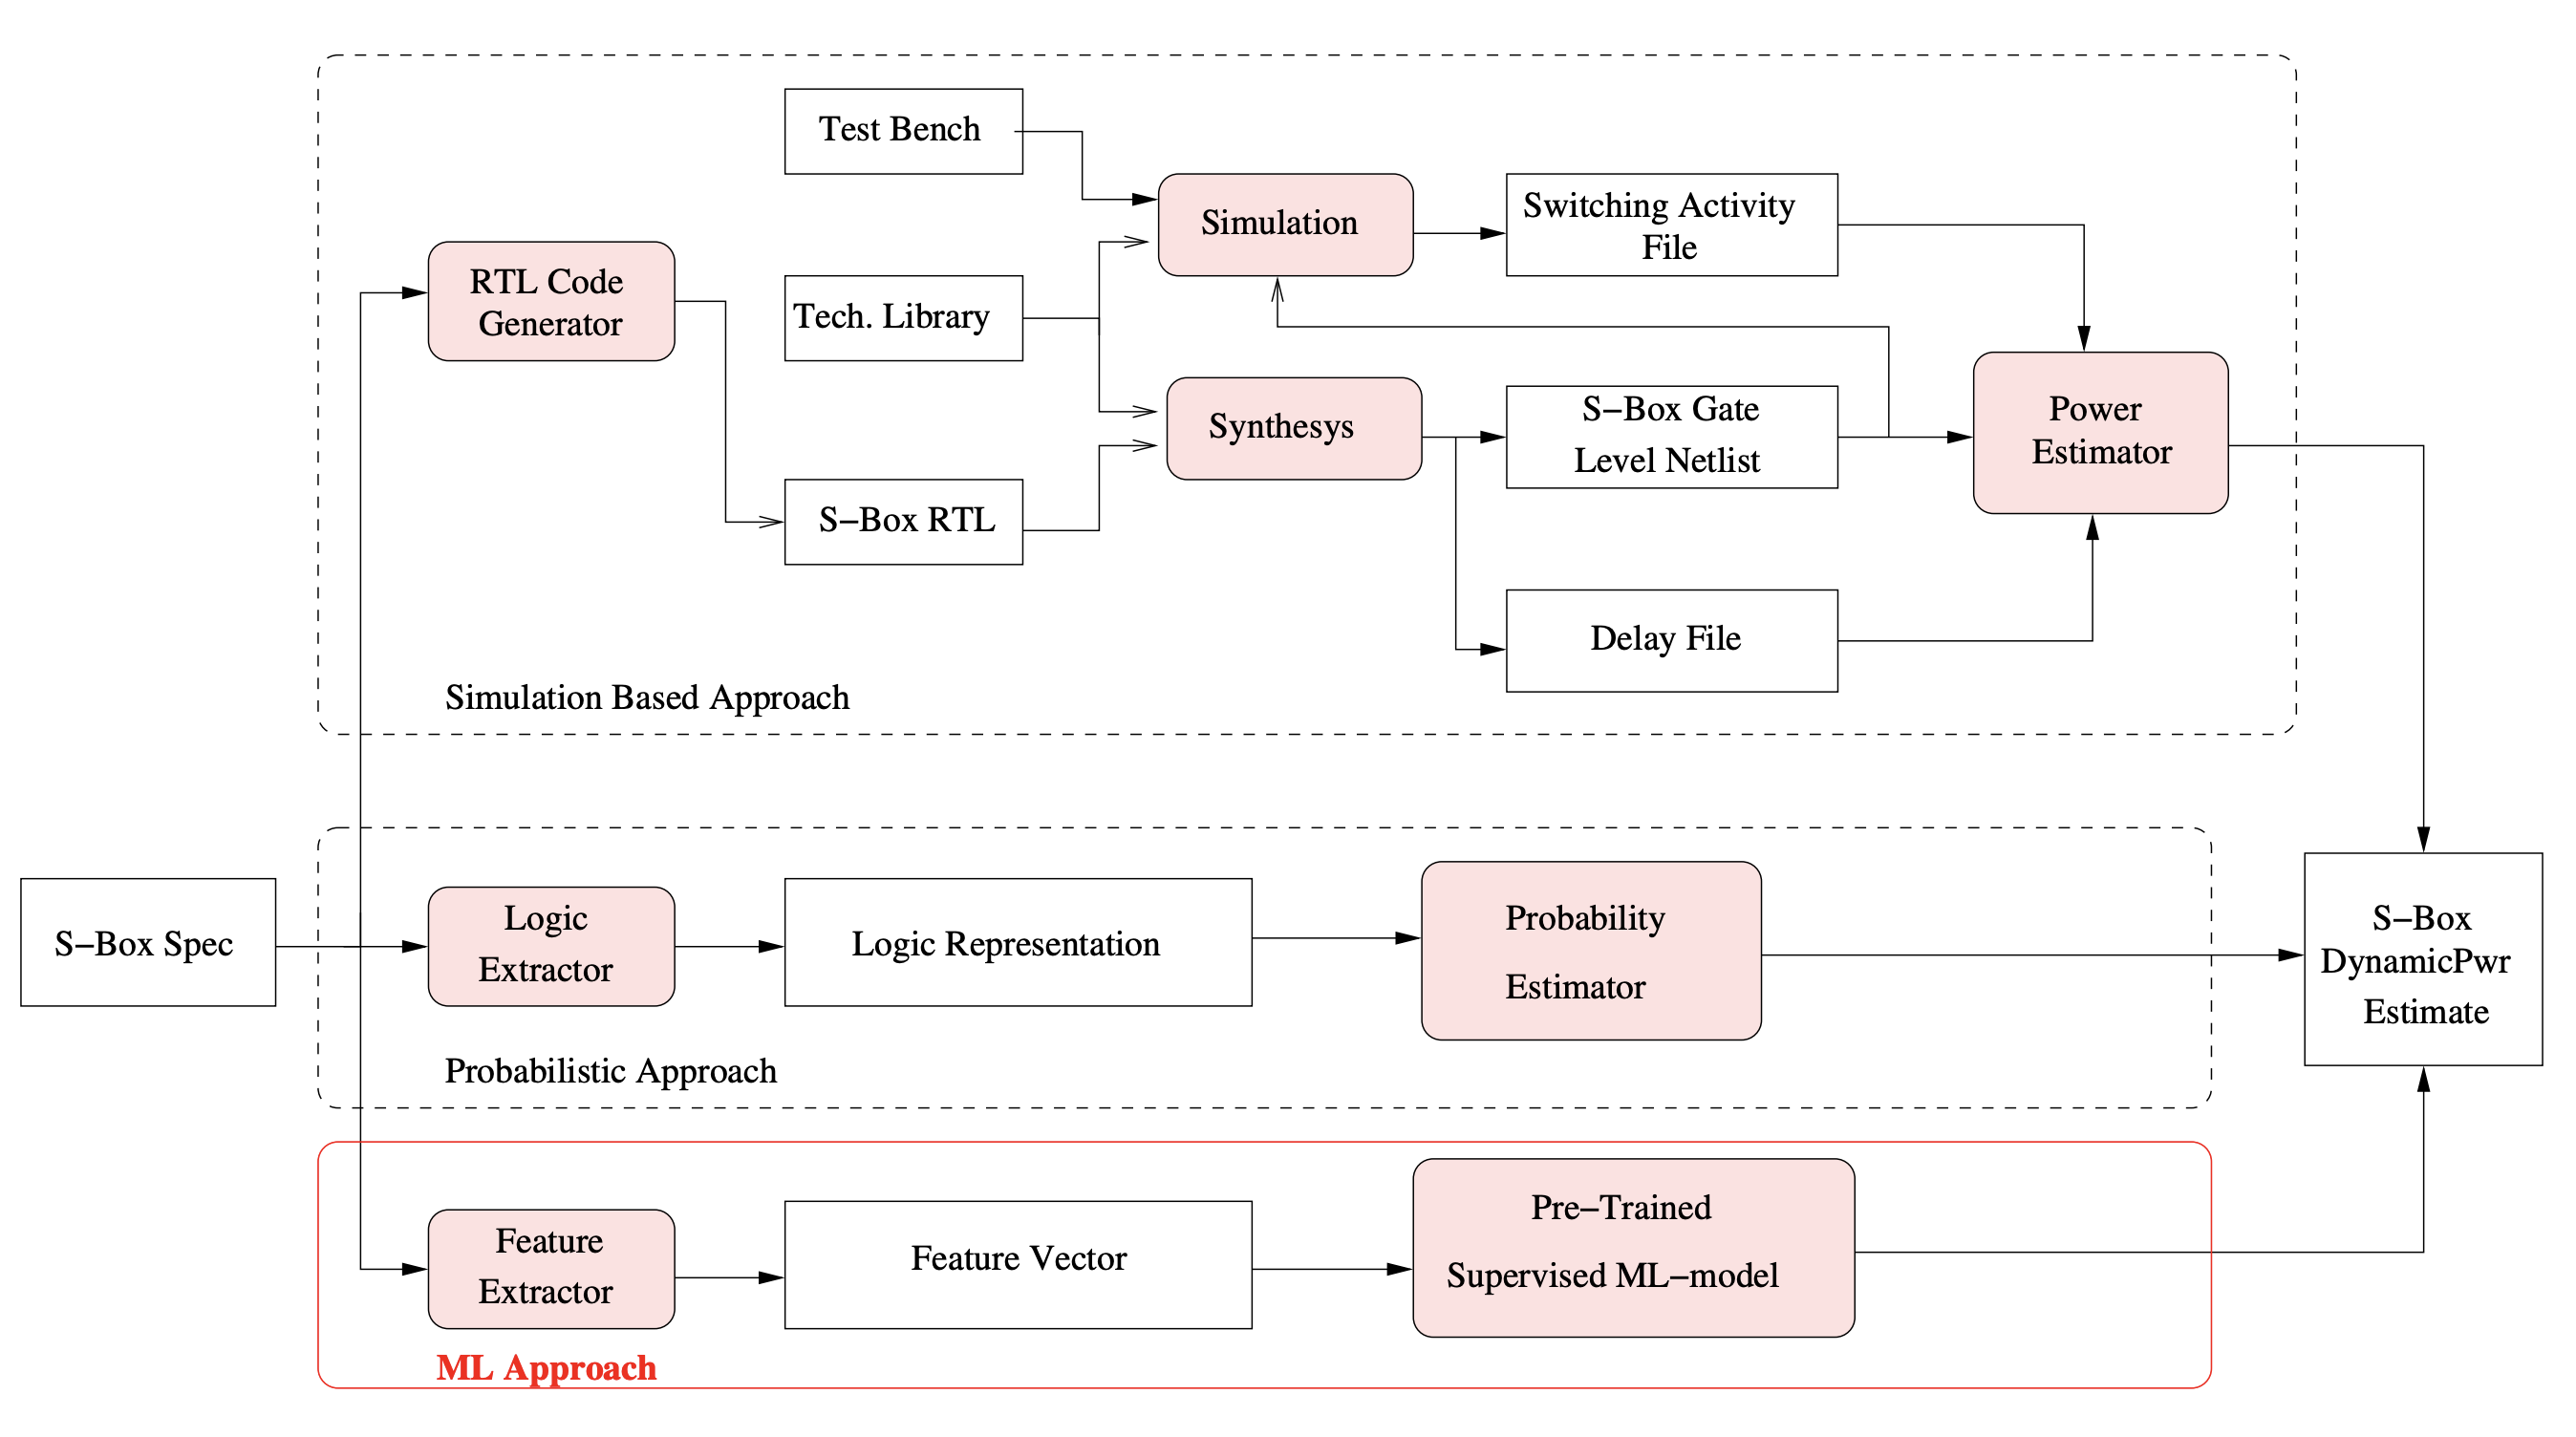 Test Bench
Simulation
Switching Activity
File
RTL Code
Generator
Tech. Library
Synthesys
S−Box Gate
Level Netlist
Power
Estimator
S−Box RTL
Delay File
Simulation Based Approach
S−Box Spec
Logic
Extractor
Logic Representation
Probability
Estimator
S−Box
DynamicPwr
Estimate
Probabilistic Approach
Feature
Extractor
Feature Vector
Pre−Trained
Supervised ML−model
ML Approach